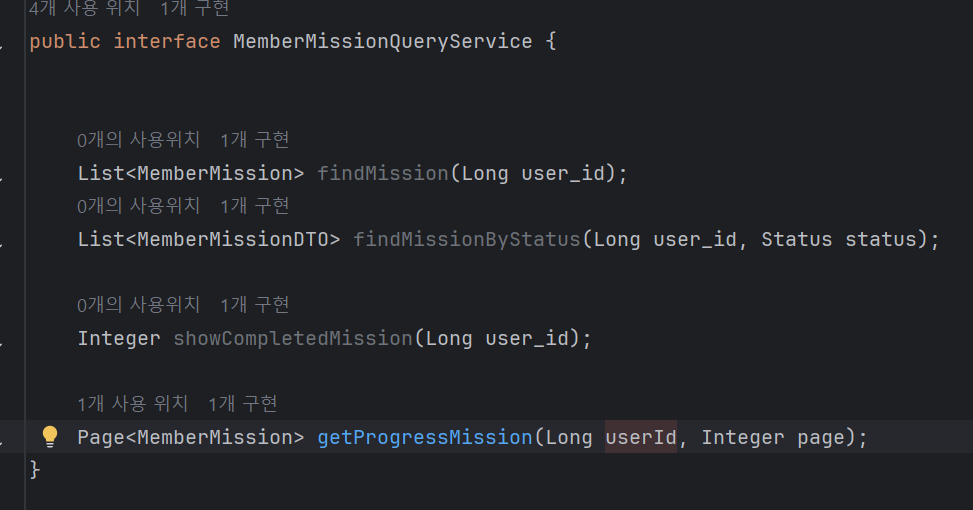 4개 사용 위치 1개 구현
public interface MemberMissionQueryService {
0개의 사용위치 1개 구현
List<MemberMission> findMission(Long user_id);
0개의 사용위치 1개 구현
List<MemberMissionDTO> findMissionByStatus(Long user_id, Status status);
0개의 사용위치 1개 구현
Integer showCompletedMission(Long user_id);
1개 사용 위치 1개 구현
Page<MemberMission> getProgressMission(Long userId, Integer page);
}